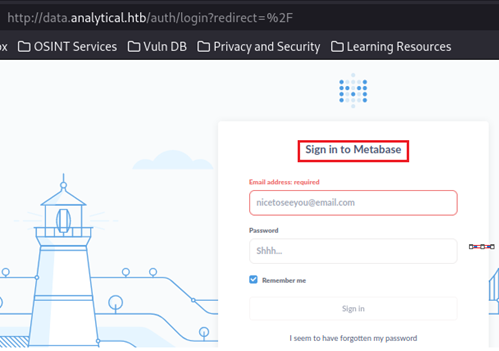 http://data.analytical.htb/auth/login?redirect=%2F
ox OSINT Services Vuln DB Privacy and Security Learning Resources
Sign in to Metabase
Email address: required
nicetoseeyou@email.com
Password
Shhh...
Remember me
Sign in
I seem to have forgotten my password